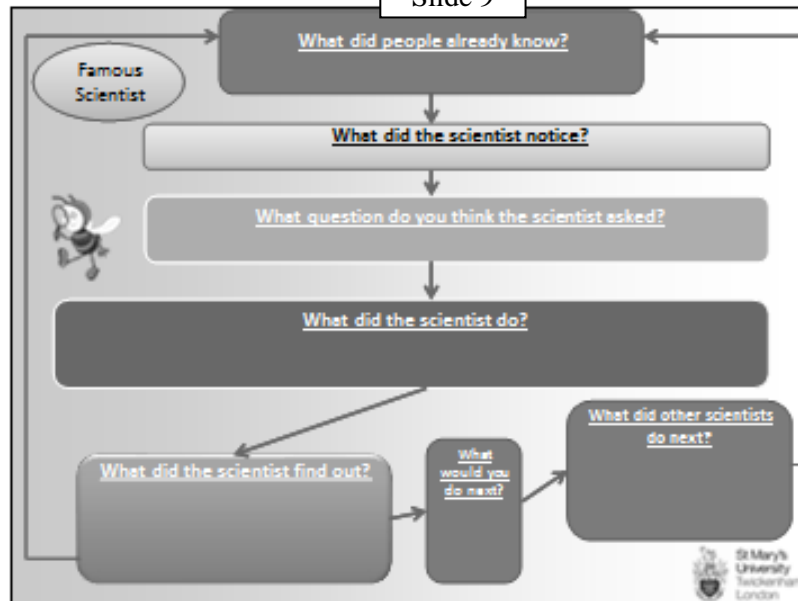 Slide 9
What did people already know?
Famous
Scientist
What did the scientist notice?
What question do you think the scientist asked?
What did the scientist do?
What did the scientist find out?
What
would you
do next?
What did other scientists
do next?
St Mary's
University
Twickenham
London